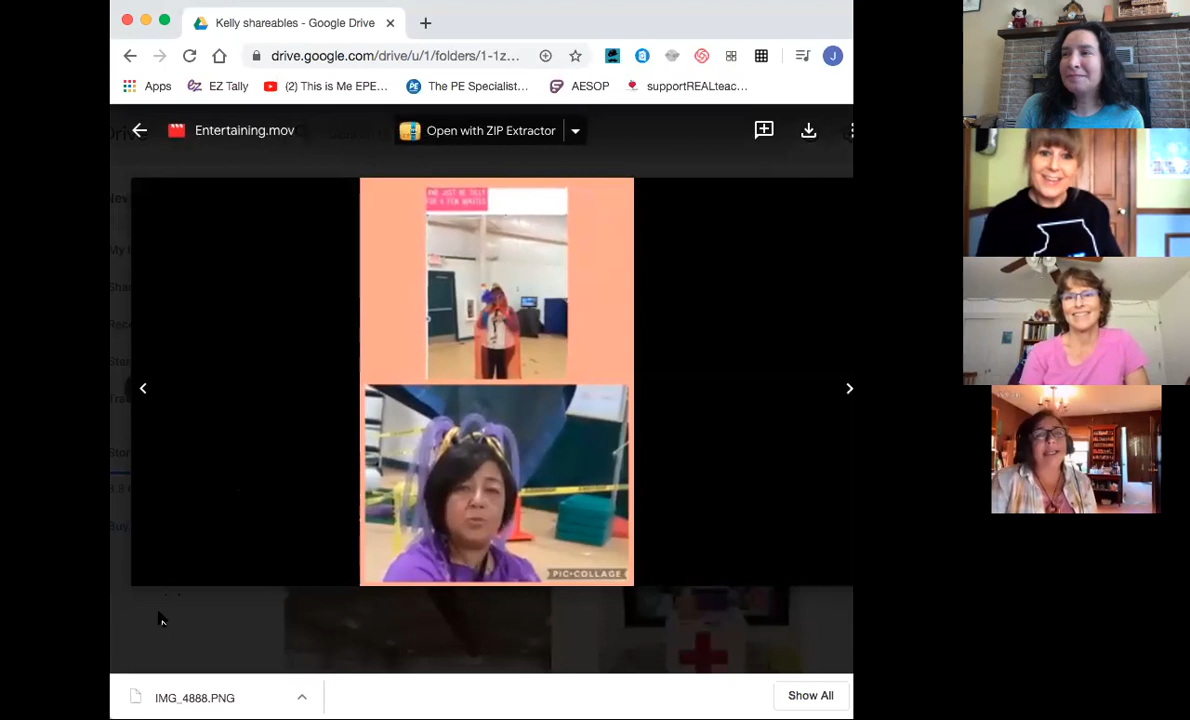 Kelly shareables - Google Drive
drive.google.com/drive/u/1/folders/1-1z...
Apps
EZ Tally
(2) This is Me EPE...
The PE Specialist...
AESOP
supportREALteac...
Entertaining.mov
Open with ZIP Extractor
AND JUST BE TILLY
FOR A FEW MINUTES
PIC•COLLAGE
Buy
IMG_4888.PNG
Show All